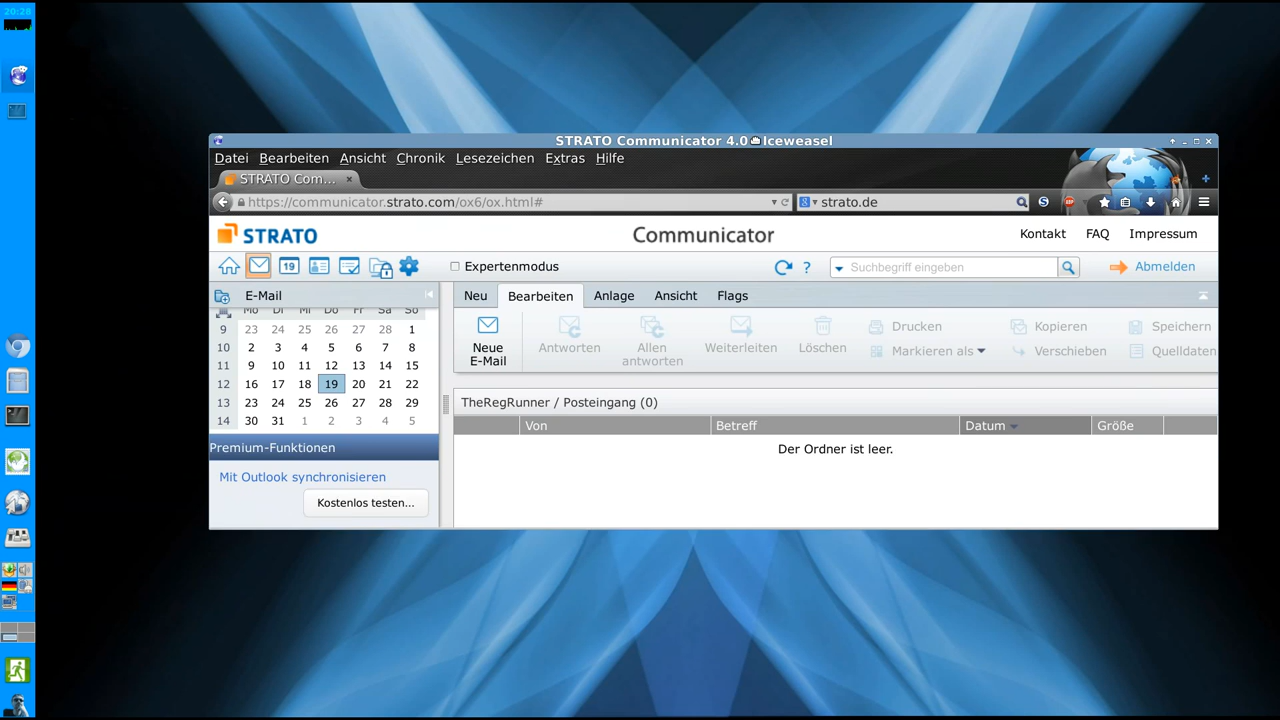 20:28
STRATO Communicator 4.0 Iceweasel
Datei Bearbeiten Ansicht Chronik Lesezeichen Extras Hilfe
STRATO Com... ×
https://communicator.strato.com/ox6/ox.html#
strato.de
STRATO
Communicator
Kontakt FAQ Impressum
19
Expertenmodus
?
Suchbegriff eingeben
Abmelden
E-Mail
Neu Bearbeiten Anlage Ansicht Flags
Mo Di Mi Do Fr Sa So
9 23 24 25 26 27 28 1
10 2 3 4 5 6 7 8
11 9 10 11 12 13 14 15
12 16 17 18 19 20 21 22
13 23 24 25 26 27 28 29
14 30 31 1 2 3 4 5
Neue
E-Mail
Antworten
Allen
antworten
Weiterleiten
Löschen
Drucken
Markieren als
Kopieren
Verschieben
Speichern
Quelldaten
TheRegRunner / Posteingang (0)
Von Betreff Datum Größe
Der Ordner ist leer.
Premium-Funktionen
Mit Outlook synchronisieren
Kostenlos testen...